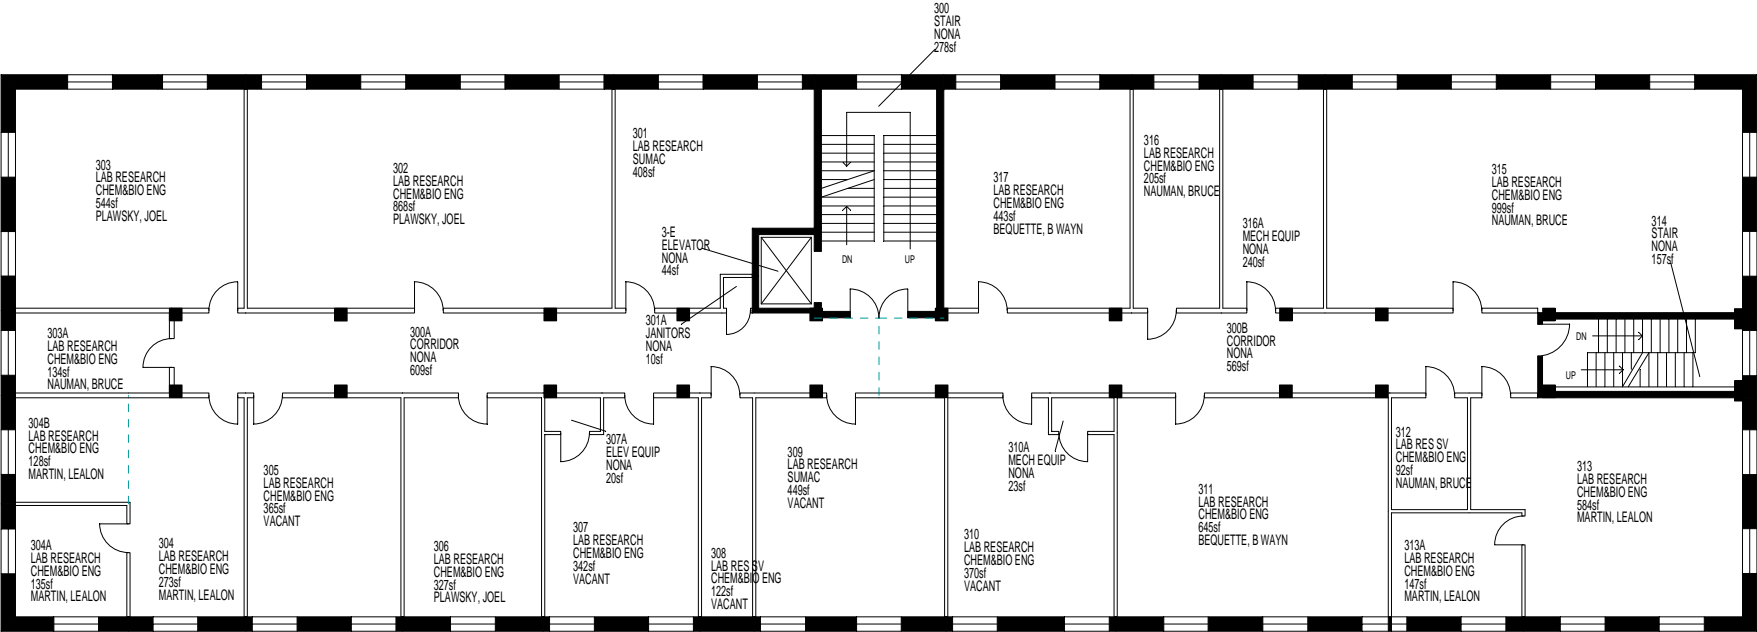 300
STAIR
NONA
278sf
303
LAB RESEARCH
CHEM&BIO ENG
544sf
PLAWSKY, JOEL
302
LAB RESEARCH
CHEM&BIO ENG
868sf
PLAWSKY, JOEL
301
LAB RESEARCH
SUMAC
408sf
3-E
ELEVATOR
NONA
44sf
DN
UP
317
LAB RESEARCH
CHEM&BIO ENG
443sf
BEQUETTE, B WAYN
316
LAB RESEARCH
CHEM&BIO ENG
205sf
NAUMAN, BRUCE
316A
MECH EQUIP
NONA
240sf
315
LAB RESEARCH
CHEM&BIO ENG
999sf
NAUMAN, BRUCE
314
STAIR
NONA
157sf
303A
LAB RESEARCH
CHEM&BIO ENG
134sf
NAUMAN, BRUCE
300A
CORRIDOR
NONA
609sf
301A
JANITORS
NONA
10sf
300B
CORRIDOR
NONA
569sf
DN
UP
304B
LAB RESEARCH
CHEM&BIO ENG
128sf
MARTIN, LEALON
304A
LAB RESEARCH
CHEM&BIO ENG
135sf
MARTIN, LEALON
304
LAB RESEARCH
CHEM&BIO ENG
273sf
MARTIN, LEALON
305
LAB RESEARCH
CHEM&BIO ENG
365sf
VACANT
306
LAB RESEARCH
CHEM&BIO ENG
327sf
PLAWSKY, JOEL
307A
ELEV EQUIP
NONA
20sf
307
LAB RESEARCH
CHEM&BIO ENG
342sf
VACANT
308
LAB RES SV
CHEM&BIO ENG
122sf
VACANT
309
LAB RESEARCH
SUMAC
449sf
VACANT
310A
MECH EQUIP
NONA
23sf
310
LAB RESEARCH
CHEM&BIO ENG
370sf
VACANT
311
LAB RESEARCH
CHEM&BIO ENG
645sf
BEQUETTE, B WAYN
312
LAB RES SV
CHEM&BIO ENG
92sf
NAUMAN, BRUCE
313
LAB RESEARCH
CHEM&BIO ENG
584sf
MARTIN, LEALON
313A
LAB RESEARCH
CHEM&BIO ENG
147sf
MARTIN, LEALON